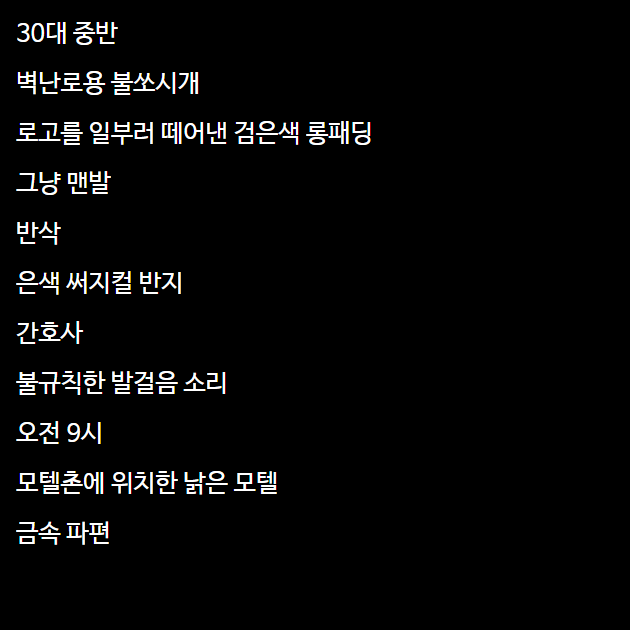 30대 중반
벽난로용 불쏘시개
로고를 일부러 떼어낸 검은색 롱패딩
그냥 맨발
반삭
은색 써지컬 반지
간호사
불규칙한 발걸음 소리
오전 9시
모텔촌에 위치한 낡은 모텔
금속 파편